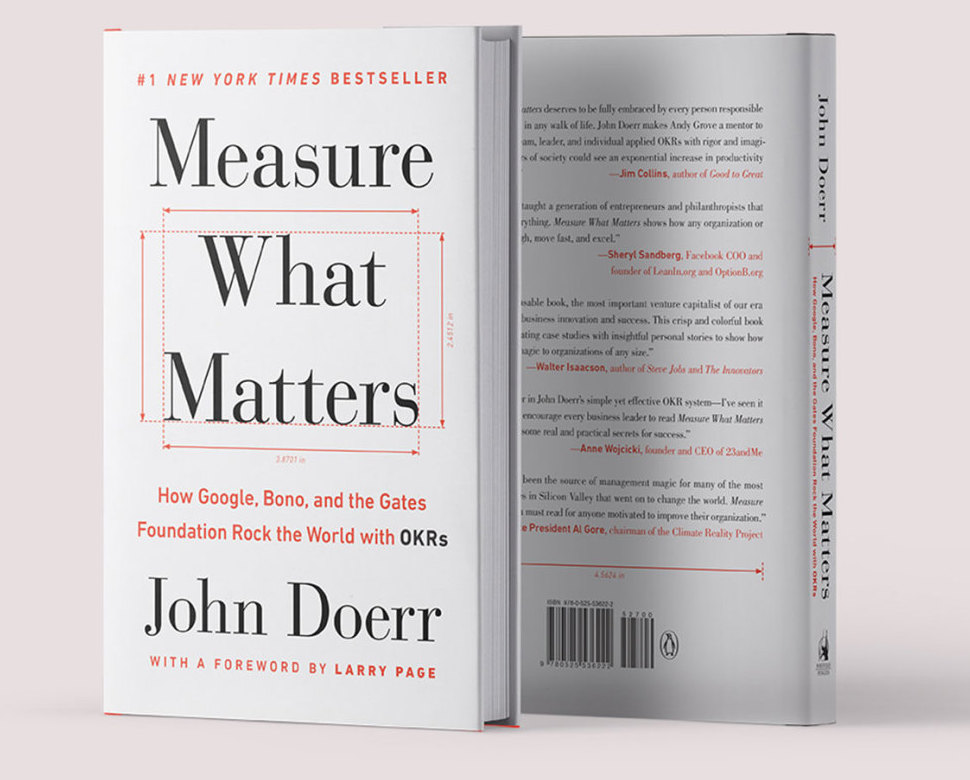 #1 NEW YORK TIMES BESTSELLER
Measure
What
Matters
2.4512 in
3.8701 in
How Google, Bono, and the Gates
Foundation Rock the World with OKRs
John Doerr
WITH A FOREWORD BY LARRY PAGE
deserves to be fully embraced by every person responsible
in any walk of life. John Doerr makes Andy Grove a mentor to
leader, and individual applied OKRs with rigor and imagi-
of society could see an exponential increase in productivity
—Jim Collins, author of Good to Great
taught a generation of entrepreneurs and philanthropists that
Measure What Matters shows how any organization or
move fast, and excel.”
—Sheryl Sandberg, Facebook COO and
founder of LeanIn.org and OptionB.org
book, the most important venture capitalist of our era
business innovation and success. This crisp and colorful book
case studies with insightful personal stories to show how
to organizations of any size.”
—Walter Isaacson, author of Steve Jobs and The Innovators
in John Doerr’s simple yet effective OKR system—I’ve seen it
encourage every business leader to read Measure What Matters
some real and practical secrets for success.”
—Anne Wojcicki, founder and CEO of 23andMe
been the source of management magic for many of the most
in Silicon Valley that went on to change the world. Measure
must read for anyone motivated to improve their organization.”
President Al Gore, chairman of the Climate Reality Project
4.5624 in
ISBN 978-0-525-53622-2
52700
9 780525 536222
John Doerr
Measure What Matters
How Google, Bono, and the Gates Foundation Rock the World with OKRs